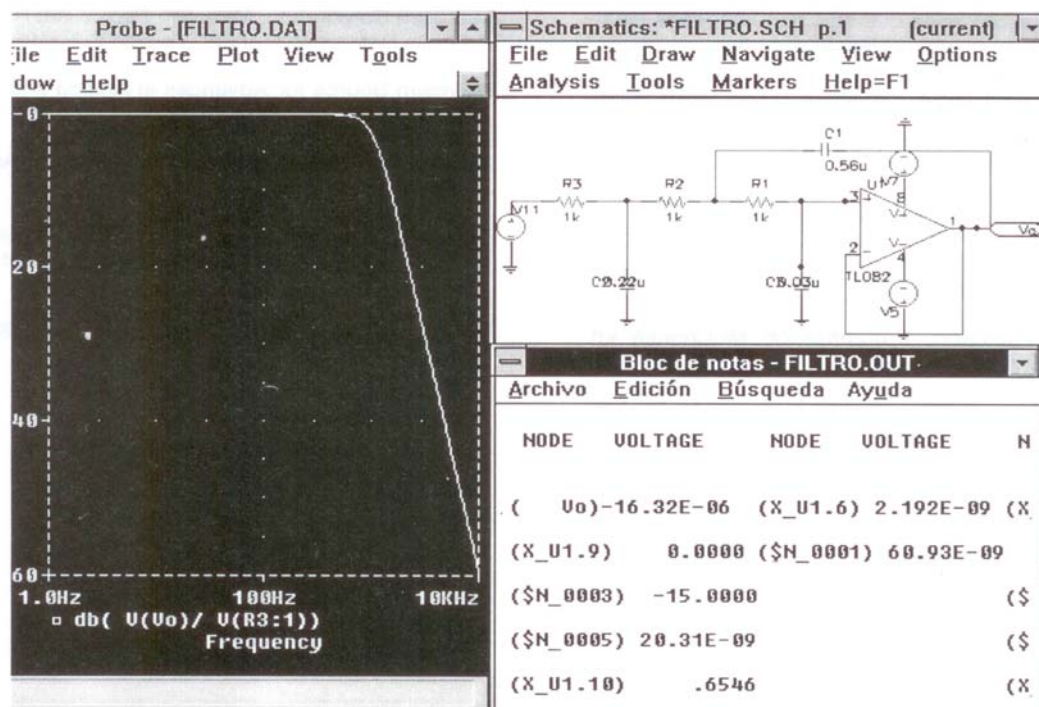 Probe - [FILTRO.DAT]
ile Edit Trace Plot View Tools
dow Help
0
20
40
60
1.0Hz 100Hz 10KHz
db( V(Vo)/ V(R3:1))
Frequency
Schematics: *FILTRO.SCH p.1 (current)
File Edit Draw Navigate View Options
Analysis Tools Markers Help=F1
C1
0.56u
V7
R3
R2
R1
U1
3
8
V11
1k
1k
1k
V+
1
Vo
2
V-
4
0.22u
0.03u
TL082
V5
Bloc de notas - FILTRO.OUT
Archivo Edición Búsqueda Ayuda
NODE VOLTAGE NODE VOLTAGE N
( Vo)-16.32E-06 (X_U1.6) 2.192E-09 (X
(X_U1.9) 0.0000 ($N_0001) 60.93E-09
($N_0003) -15.0000 ($
($N_0005) 20.31E-09 ($
(X_U1.10) .6546 (X